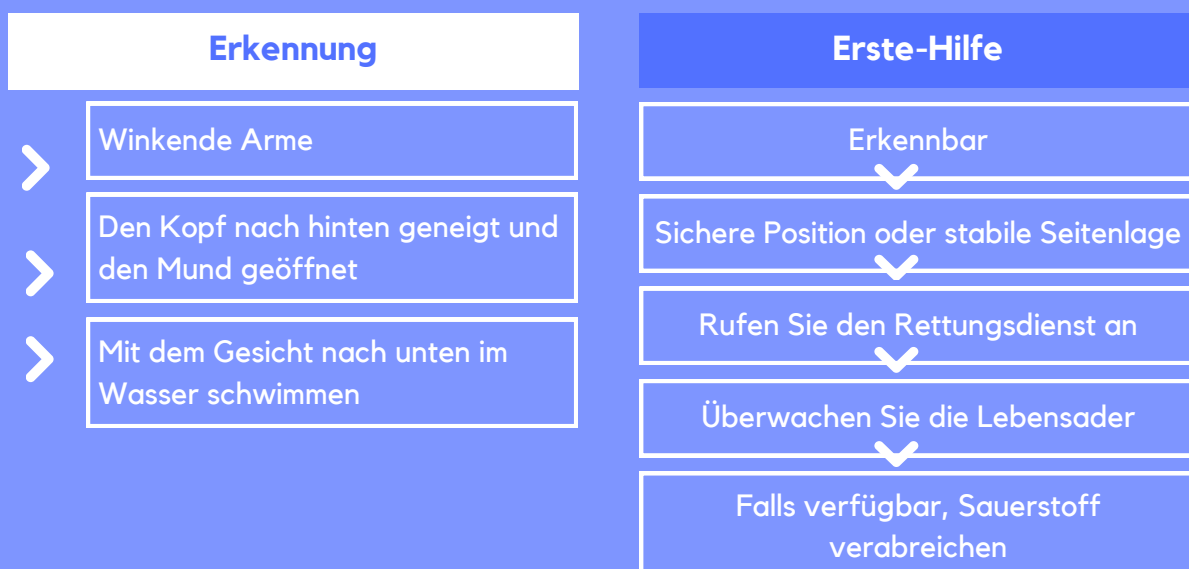 Erkennung
Winkende Arme
Den Kopf nach hinten geneigt und
den Mund geöffnet
Mit dem Gesicht nach unten im
Wasser schwimmen
Erste-Hilfe
Erkennbar
Sichere Position oder stabile Seitenlage
Rufen Sie den Rettungsdienst an
Überwachen Sie die Lebensader
Falls verfügbar, Sauerstoff
verabreichen